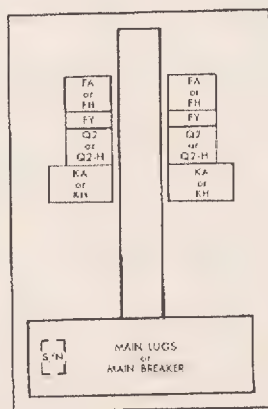 FA
or
FH
FY
Q2
or
Q2-H
KA
or
KH
FA
or
FH
FY
Q2
or
Q2-H
KA
or
KH
S/N
MAIN LUGS
or
MAIN BREAKER